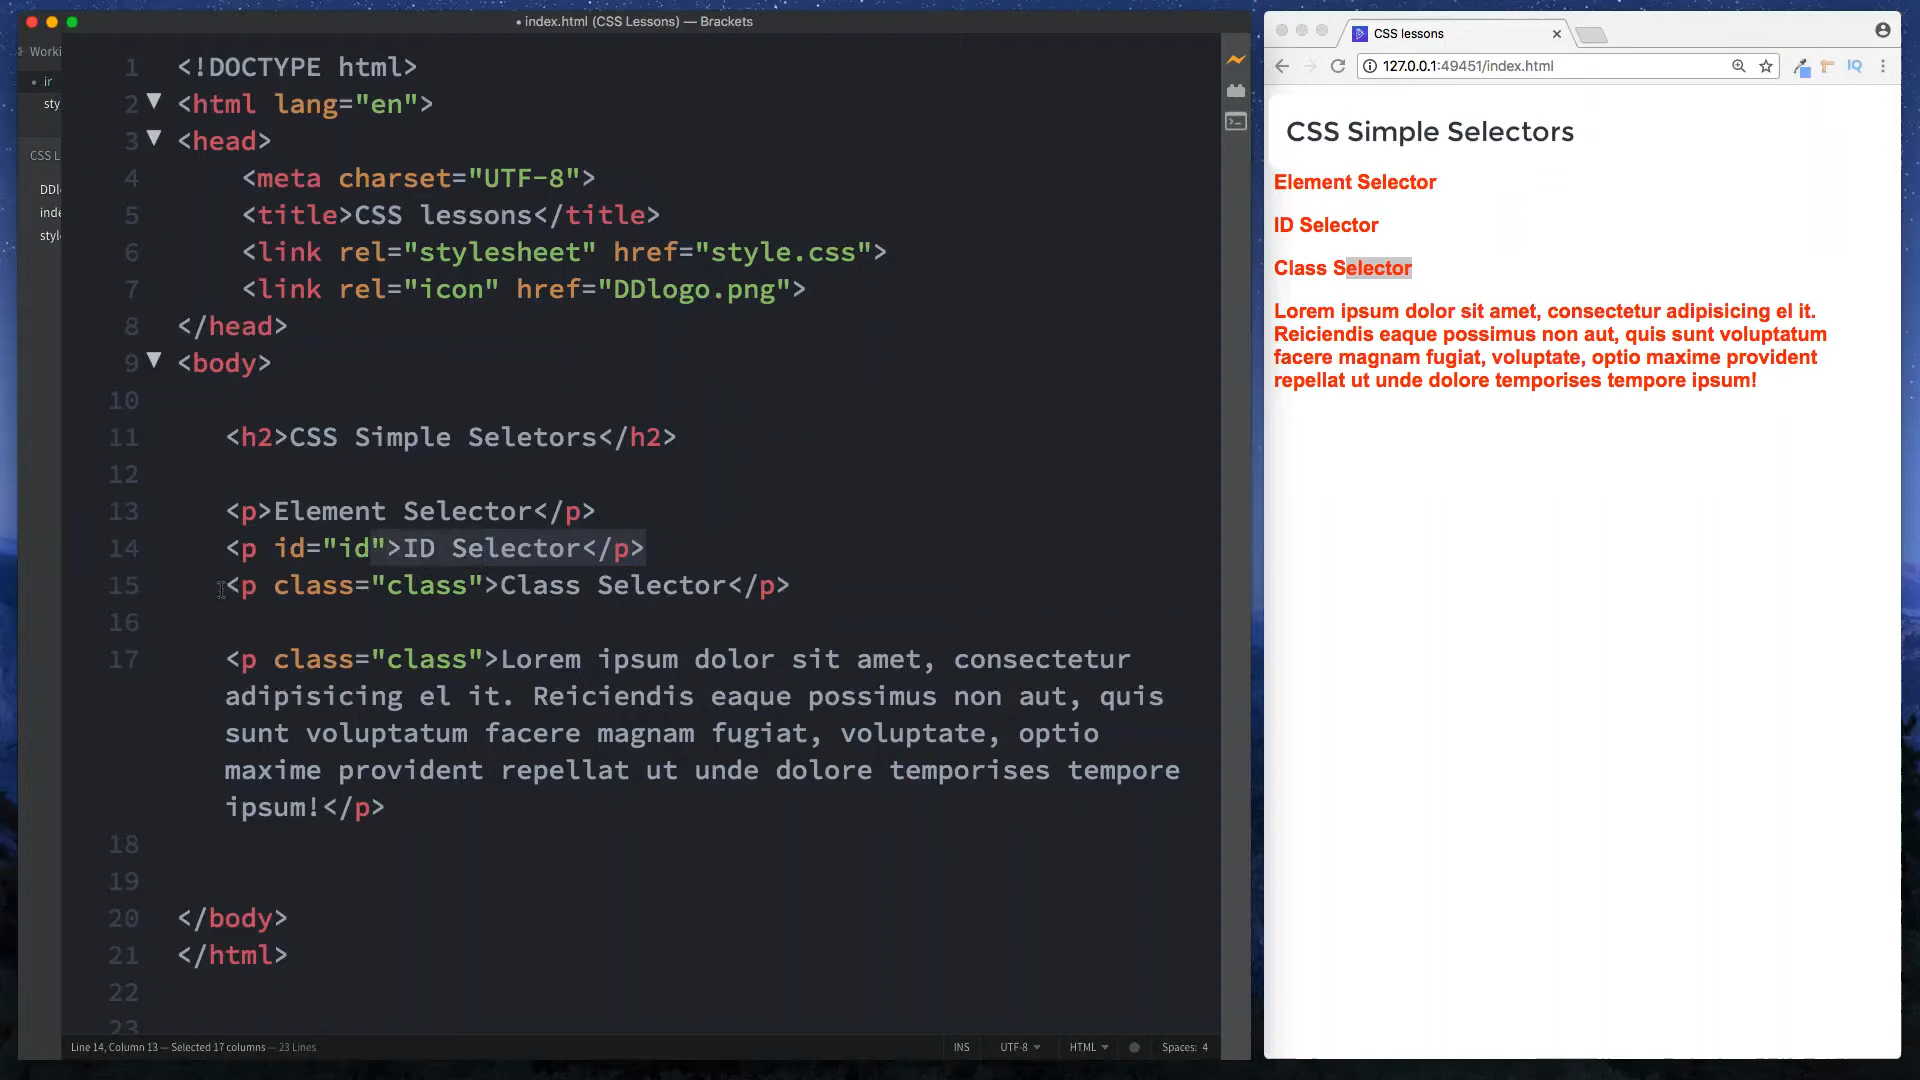 • index.html (CSS Lessons) — Brackets
Worki
• ir
sty
CSS L
DDl
inde
style
1 <!DOCTYPE html>
2 <html lang="en">
3 <head>
4 <meta charset="UTF-8">
5 <title>CSS lessons</title>
6 <link rel="stylesheet" href="style.css">
7 <link rel="icon" href="DDlogo.png">
8 </head>
9 <body>
10
11 <h2>CSS Simple Seletors</h2>
12
13 <p>Element Selector</p>
14 <p id="id">ID Selector</p>
15 <p class="class">Class Selector</p>
16
17 <p class="class">Lorem ipsum dolor sit amet, consectetur
adipisicing el it. Reiciendis eaque possimus non aut, quis
sunt voluptatum facere magnam fugiat, voluptate, optio
maxime provident repellat ut unde dolore temporises tempore
ipsum!</p>
18
19
20 </body>
21 </html>
22
23
Line 14, Column 13 — Selected 17 columns — 23 Lines
INS UTF-8 HTML Spaces: 4
CSS lessons
127.0.0.1:49451/index.html
IQ
CSS Simple Selectors
Element Selector
ID Selector
Class Selector
Lorem ipsum dolor sit amet, consectetur adipisicing el it.
Reiciendis eaque possimus non aut, quis sunt voluptatum
facere magnam fugiat, voluptate, optio maxime provident
repellat ut unde dolore temporises tempore ipsum!